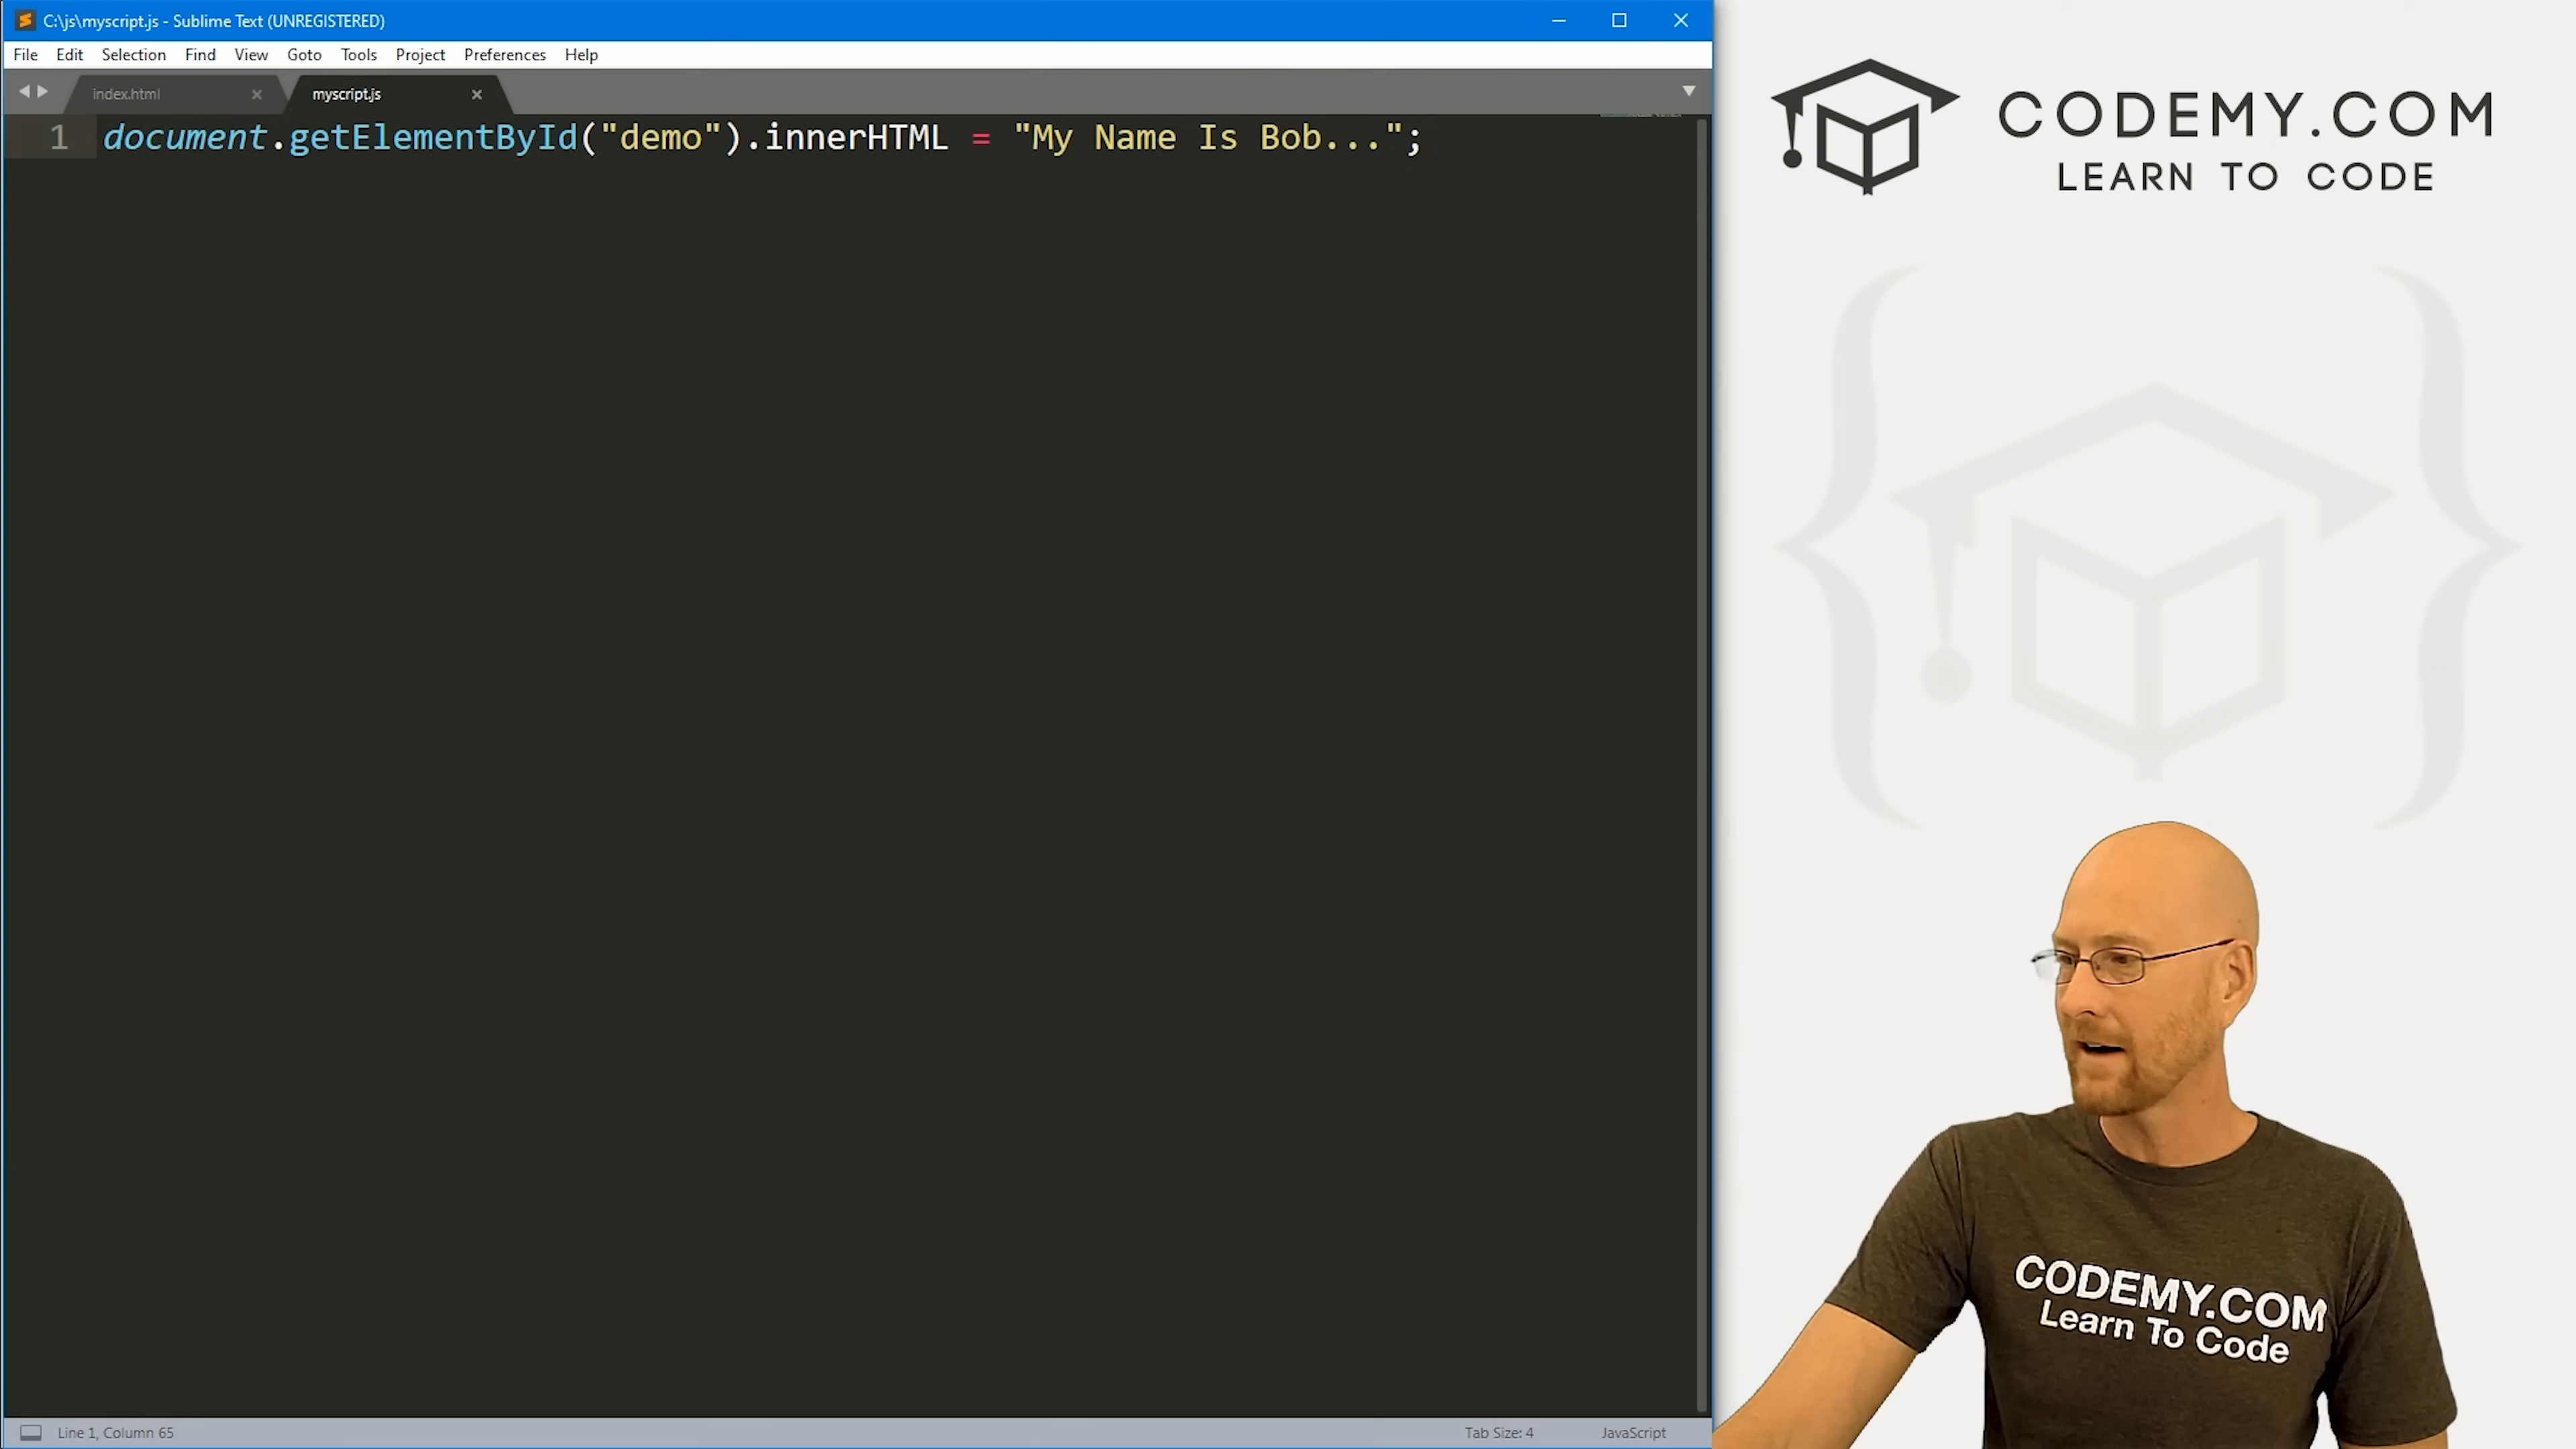 C:\js\myscript.js - Sublime Text (UNREGISTERED)
File Edit Selection Find View Goto Tools Project Preferences Help
index.html myscript.js
1 document.getElementById("demo").innerHTML = "My Name Is Bob...";
Line 1, Column 65
Tab Size: 4 JavaScript
CODEMY.COM
LEARN TO CODE
CODEMY.COM
Learn To Code